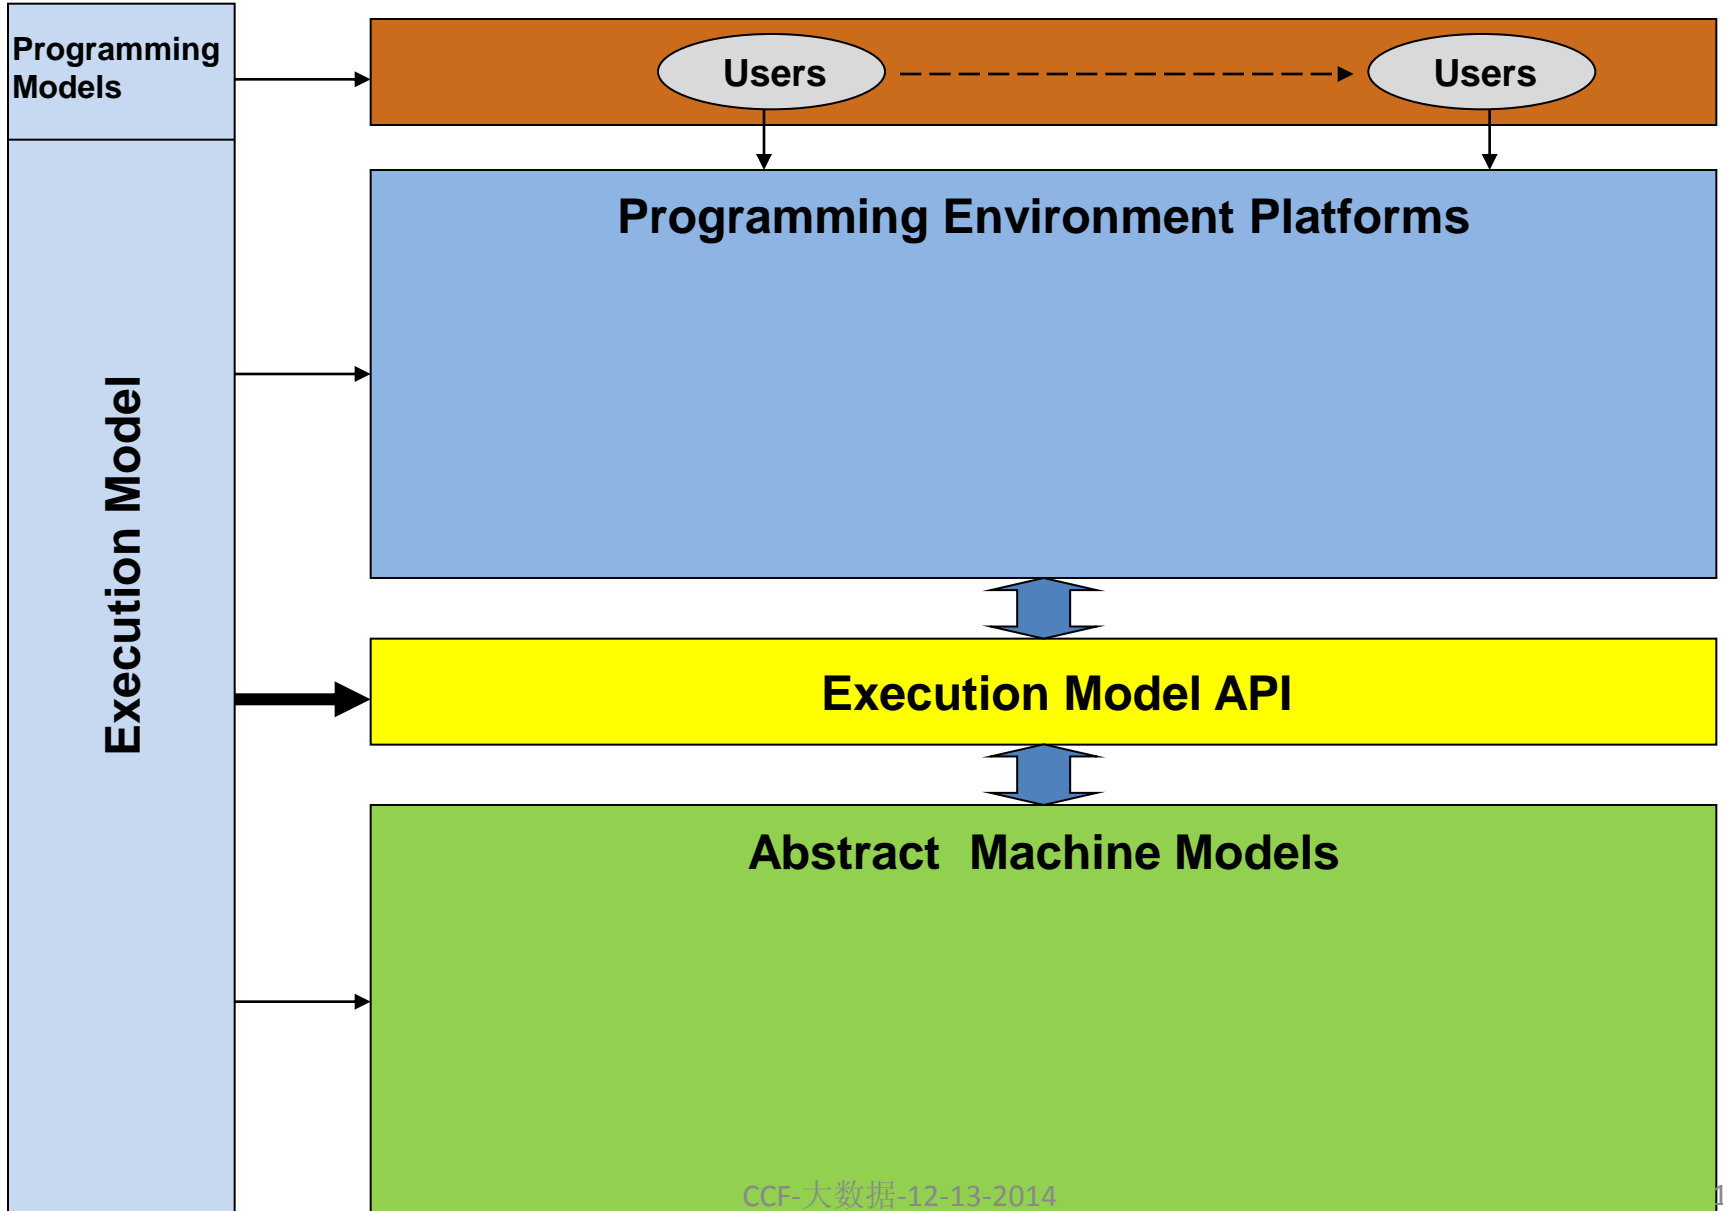 Programming
Models
Users
Users
Programming Environment Platforms
Execution Model
Execution Model API
Abstract Machine Models
CCF-大数据-12-13-2014
1